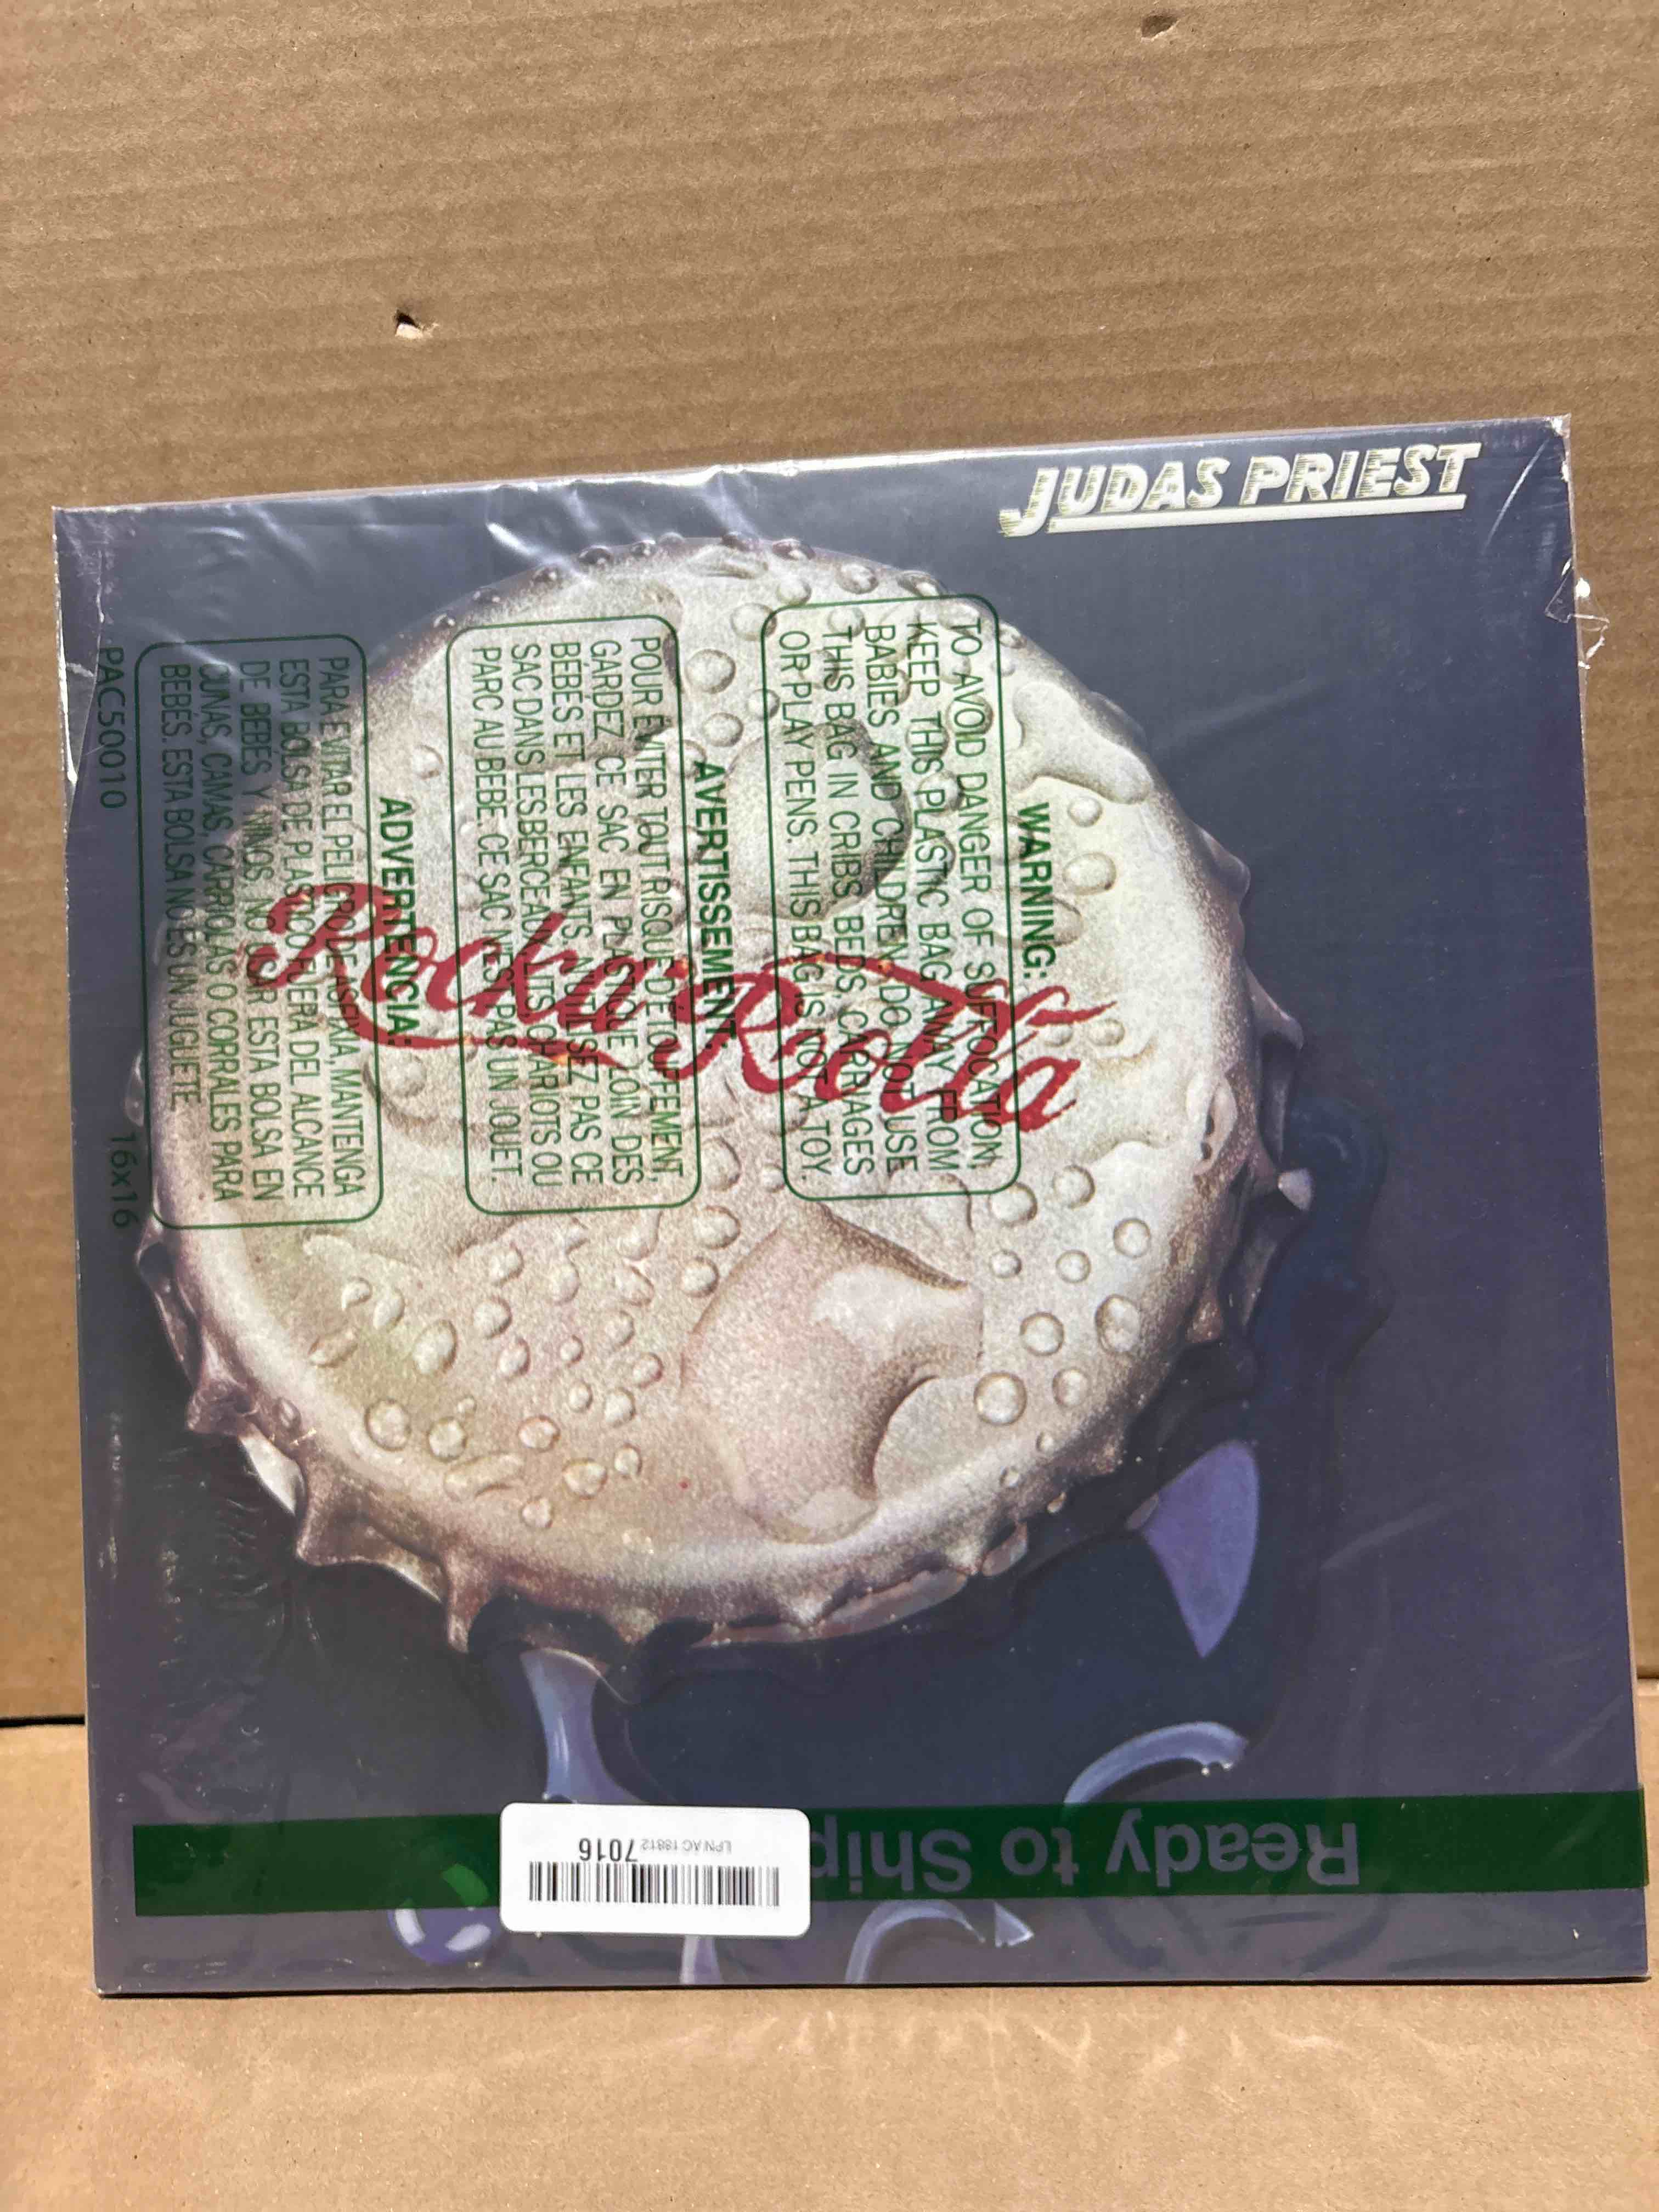 JUDAS PRIEST
Rocka Rolla
WARNING:
TO AVOID DANGER OF SUFFOCATION,
KEEP THIS PLASTIC BAG AWAY FROM
BABIES AND CHILDREN. DO NOT USE
THIS BAG IN CRIBS, BEDS, CARRIAGES
OR PLAY PENS. THIS BAG IS NOT A TOY.
AVERTISSEMENT:
POUR ÉVITER TOUT RISQUE D'ÉTOUFFEMENT,
GARDEZ CE SAC EN PLASTIQUE LOIN DES
BÉBÉS ET LES ENFANTS. N'UTILISEZ PAS CE
SAC DANS LES BERCEAUX, LITS, CHARIOTS OU
PARC AU BEBE. CE SAC N'EST PAS UN JOUET.
ADVERTENCIA:
PARA EVITAR EL PELIGRO DE ASFIXIA, MANTENGA
ESTA BOLSA DE PLASTICO FUERA DEL ALCANCE
DE BEBÉS Y NIÑOS. NO USAR ESTA BOLSA EN
CUNAS, CAMAS, CARRIOLAS O CORRALES PARA
BEBÉS. ESTA BOLSA NO ES UN JUGUETE.
PAC50010 16x16
Ready to Ship
LPNAC18812
7016